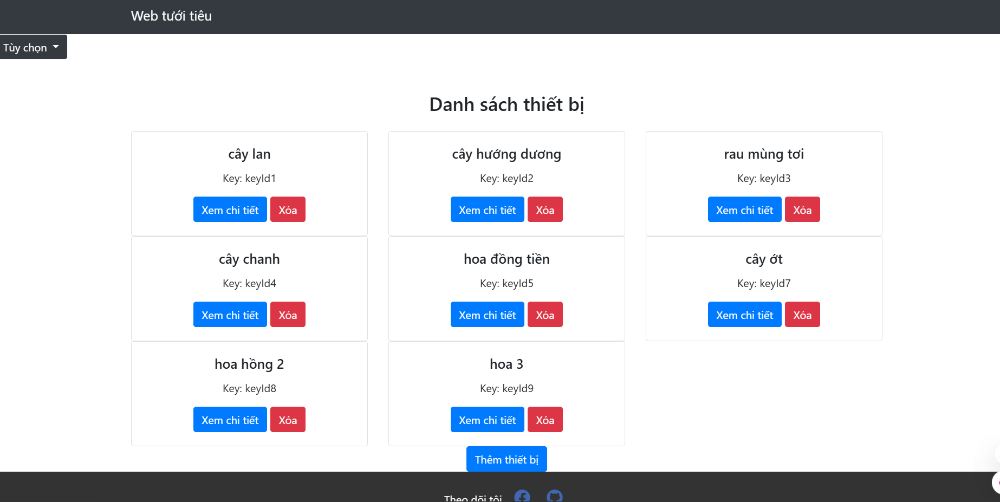 Web tưới tiêu
Tùy chọn
Danh sách thiết bị
cây lan
Key: keyId1
Xem chi tiết Xóa
cây hướng dương
Key: keyId2
Xem chi tiết Xóa
rau mùng tơi
Key: keyId3
Xem chi tiết Xóa
cây chanh
Key: keyId4
Xem chi tiết Xóa
hoa đồng tiền
Key: keyId5
Xem chi tiết Xóa
cây ớt
Key: keyId7
Xem chi tiết Xóa
hoa hồng 2
Key: keyId8
Xem chi tiết Xóa
hoa 3
Key: keyId9
Xem chi tiết Xóa
Thêm thiết bị
Theo dõi tôi